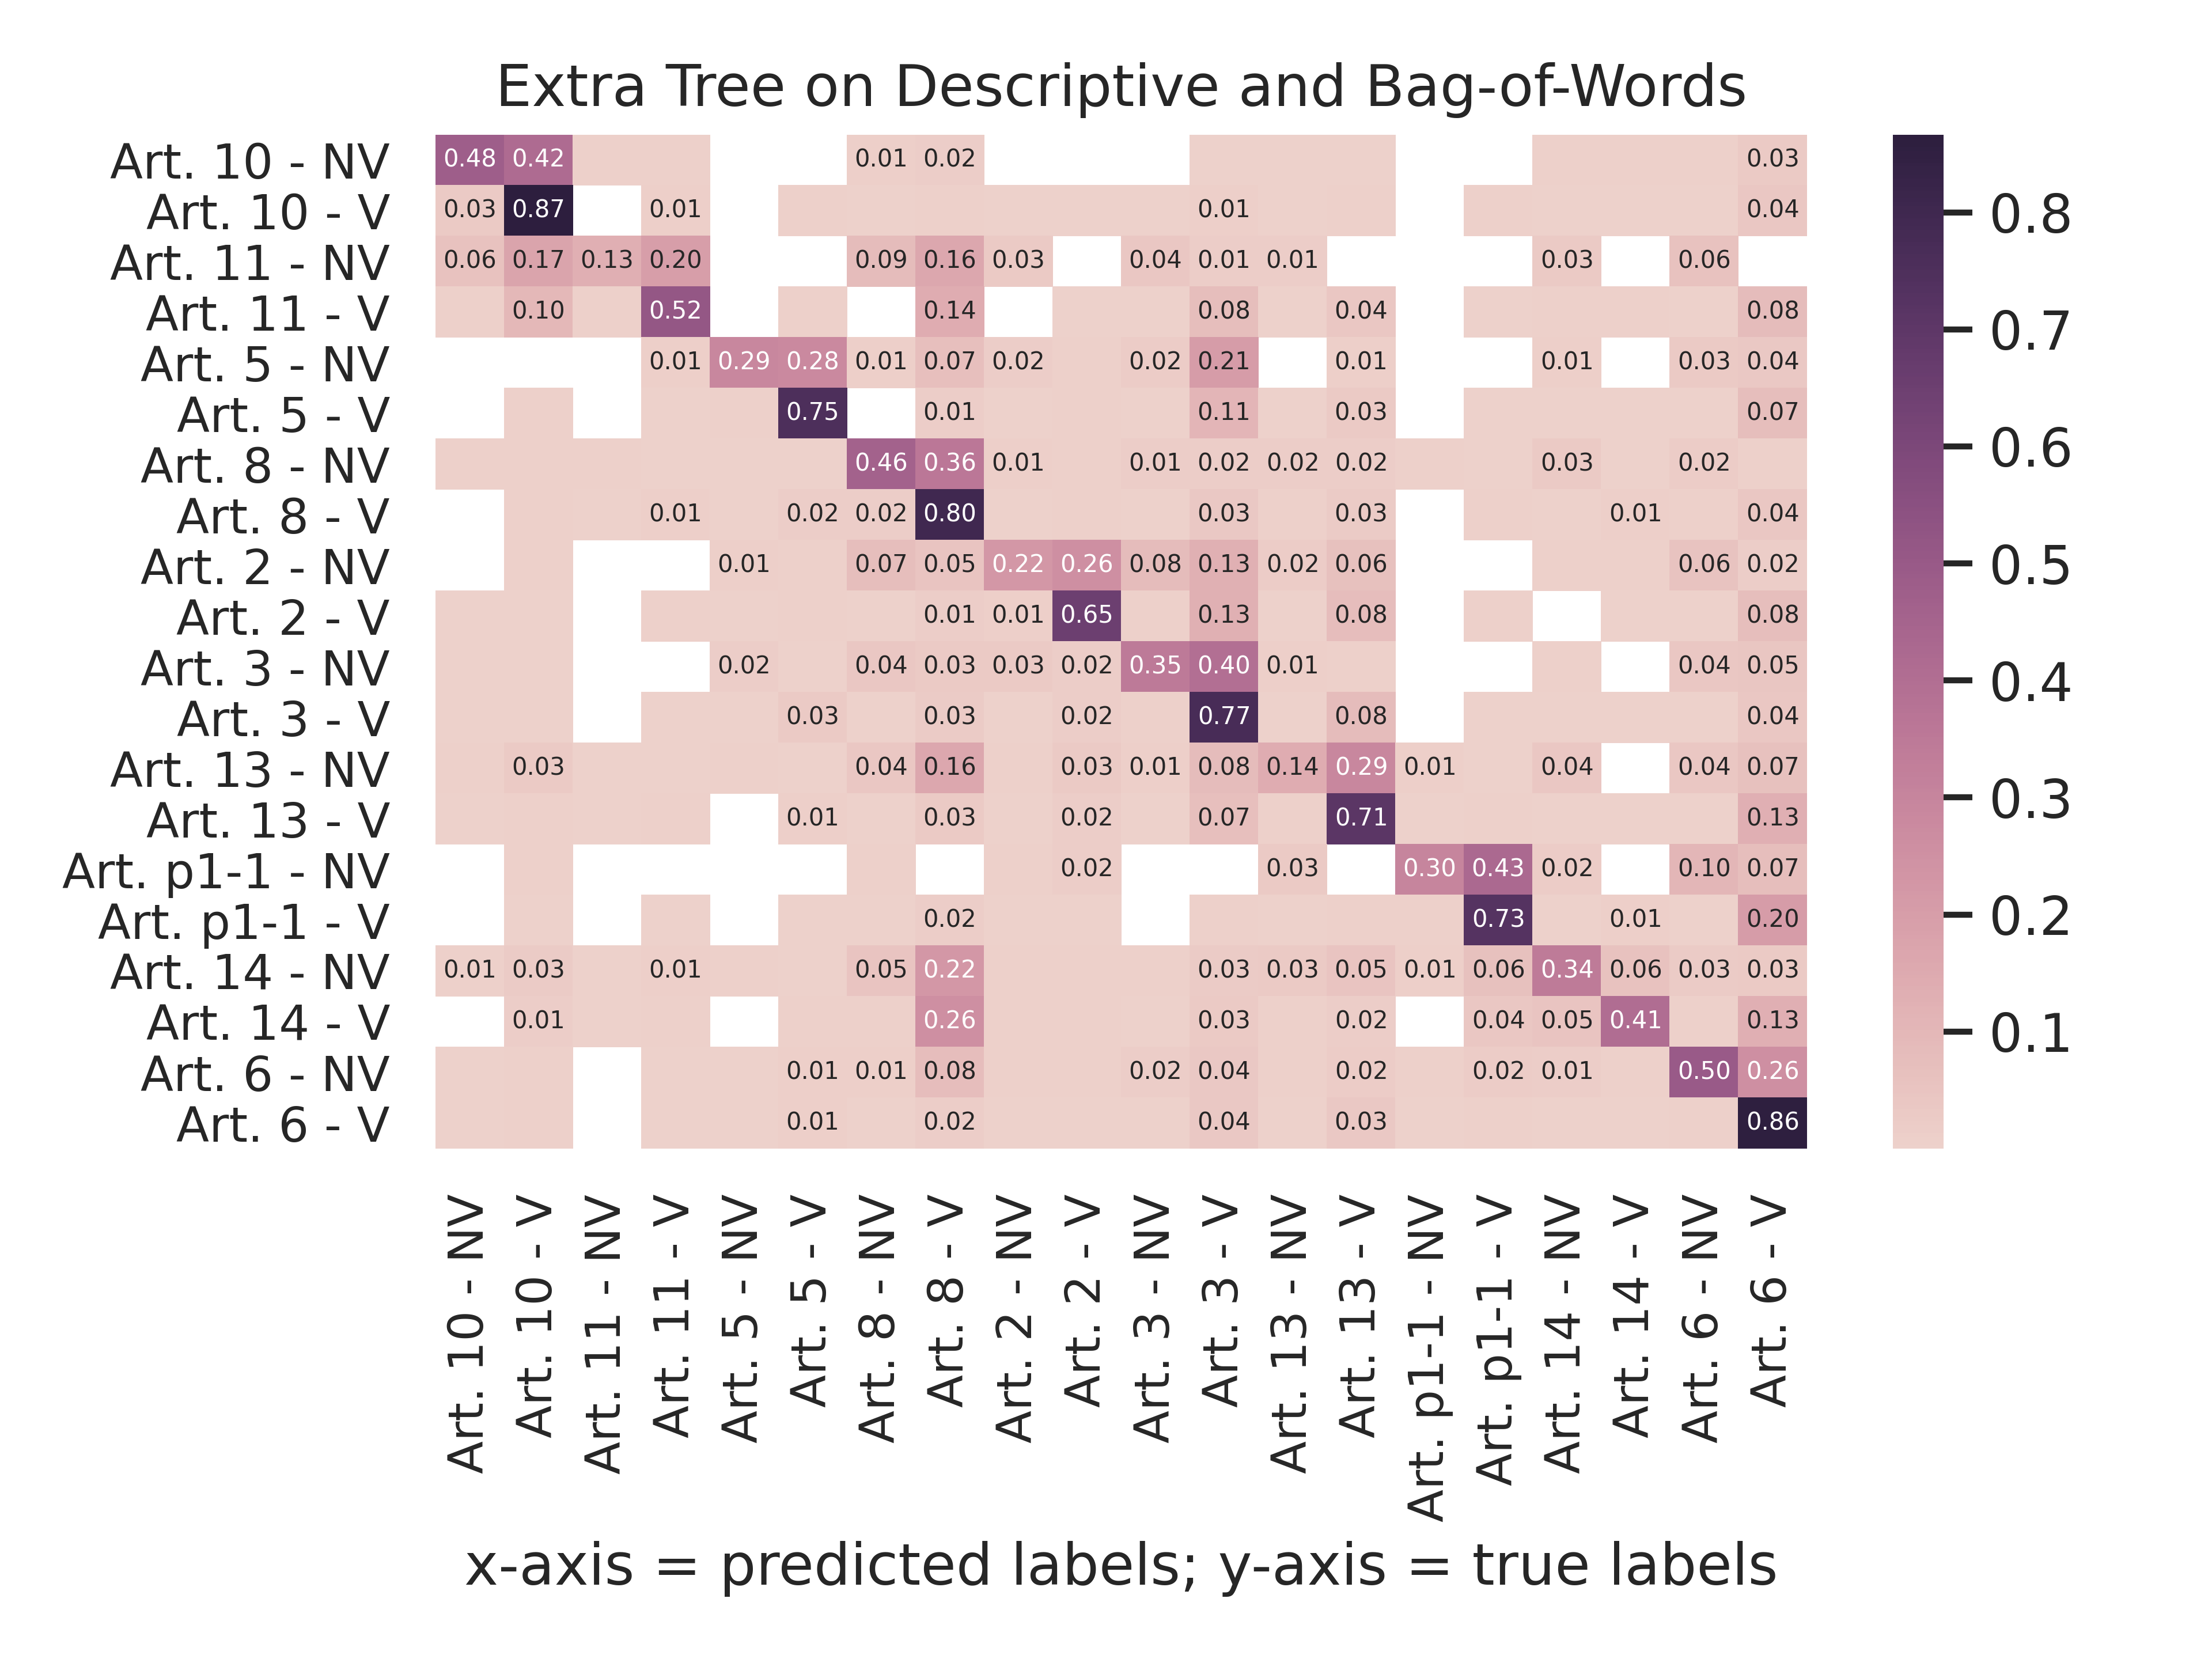 Extra Tree on Descriptive and Bag-of-Words
Art. 10 - NV 0.48 0.42 0.01 0.02 0.03
Art. 10 - V 0.03 0.87 0.01 0.01 0.04
Art. 11 - NV 0.06 0.17 0.13 0.20 0.09 0.16 0.03 0.04 0.01 0.01 0.03 0.06
Art. 11 - V 0.10 0.52 0.14 0.08 0.04 0.08
Art. 5 - NV 0.01 0.29 0.28 0.01 0.07 0.02 0.02 0.21 0.01 0.01 0.03 0.04
Art. 5 - V 0.75 0.01 0.11 0.03 0.07
Art. 8 - NV 0.46 0.36 0.01 0.01 0.02 0.02 0.02 0.03 0.02
Art. 8 - V 0.01 0.02 0.02 0.80 0.03 0.03 0.01 0.04
Art. 2 - NV 0.01 0.07 0.05 0.22 0.26 0.08 0.13 0.02 0.06 0.06 0.02
Art. 2 - V 0.01 0.01 0.65 0.13 0.08 0.08
Art. 3 - NV 0.02 0.04 0.03 0.03 0.02 0.35 0.40 0.01 0.04 0.05
Art. 3 - V 0.03 0.03 0.02 0.77 0.08 0.04
Art. 13 - NV 0.03 0.04 0.16 0.03 0.01 0.08 0.14 0.29 0.01 0.04 0.04 0.07
Art. 13 - V 0.01 0.03 0.02 0.07 0.71 0.13
Art. p1-1 - NV 0.02 0.03 0.30 0.43 0.02 0.10 0.07
Art. p1-1 - V 0.02 0.73 0.01 0.20
Art. 14 - NV 0.01 0.03 0.01 0.05 0.22 0.03 0.03 0.05 0.01 0.06 0.34 0.06 0.03 0.03
Art. 14 - V 0.01 0.26 0.03 0.02 0.04 0.05 0.41 0.13
Art. 6 - NV 0.01 0.01 0.08 0.02 0.04 0.02 0.02 0.01 0.50 0.26
Art. 6 - V 0.01 0.02 0.04 0.03 0.86
0.8
0.7
0.6
0.5
0.4
0.3
0.2
0.1
Art. 10 - NV
Art. 10 - V
Art. 11 - NV
Art. 11 - V
Art. 5 - NV
Art. 5 - V
Art. 8 - NV
Art. 8 - V
Art. 2 - NV
Art. 2 - V
Art. 3 - NV
Art. 3 - V
Art. 13 - NV
Art. 13 - V
Art. p1-1 - NV
Art. p1-1 - V
Art. 14 - NV
Art. 14 - V
Art. 6 - NV
Art. 6 - V
x-axis = predicted labels; y-axis = true labels